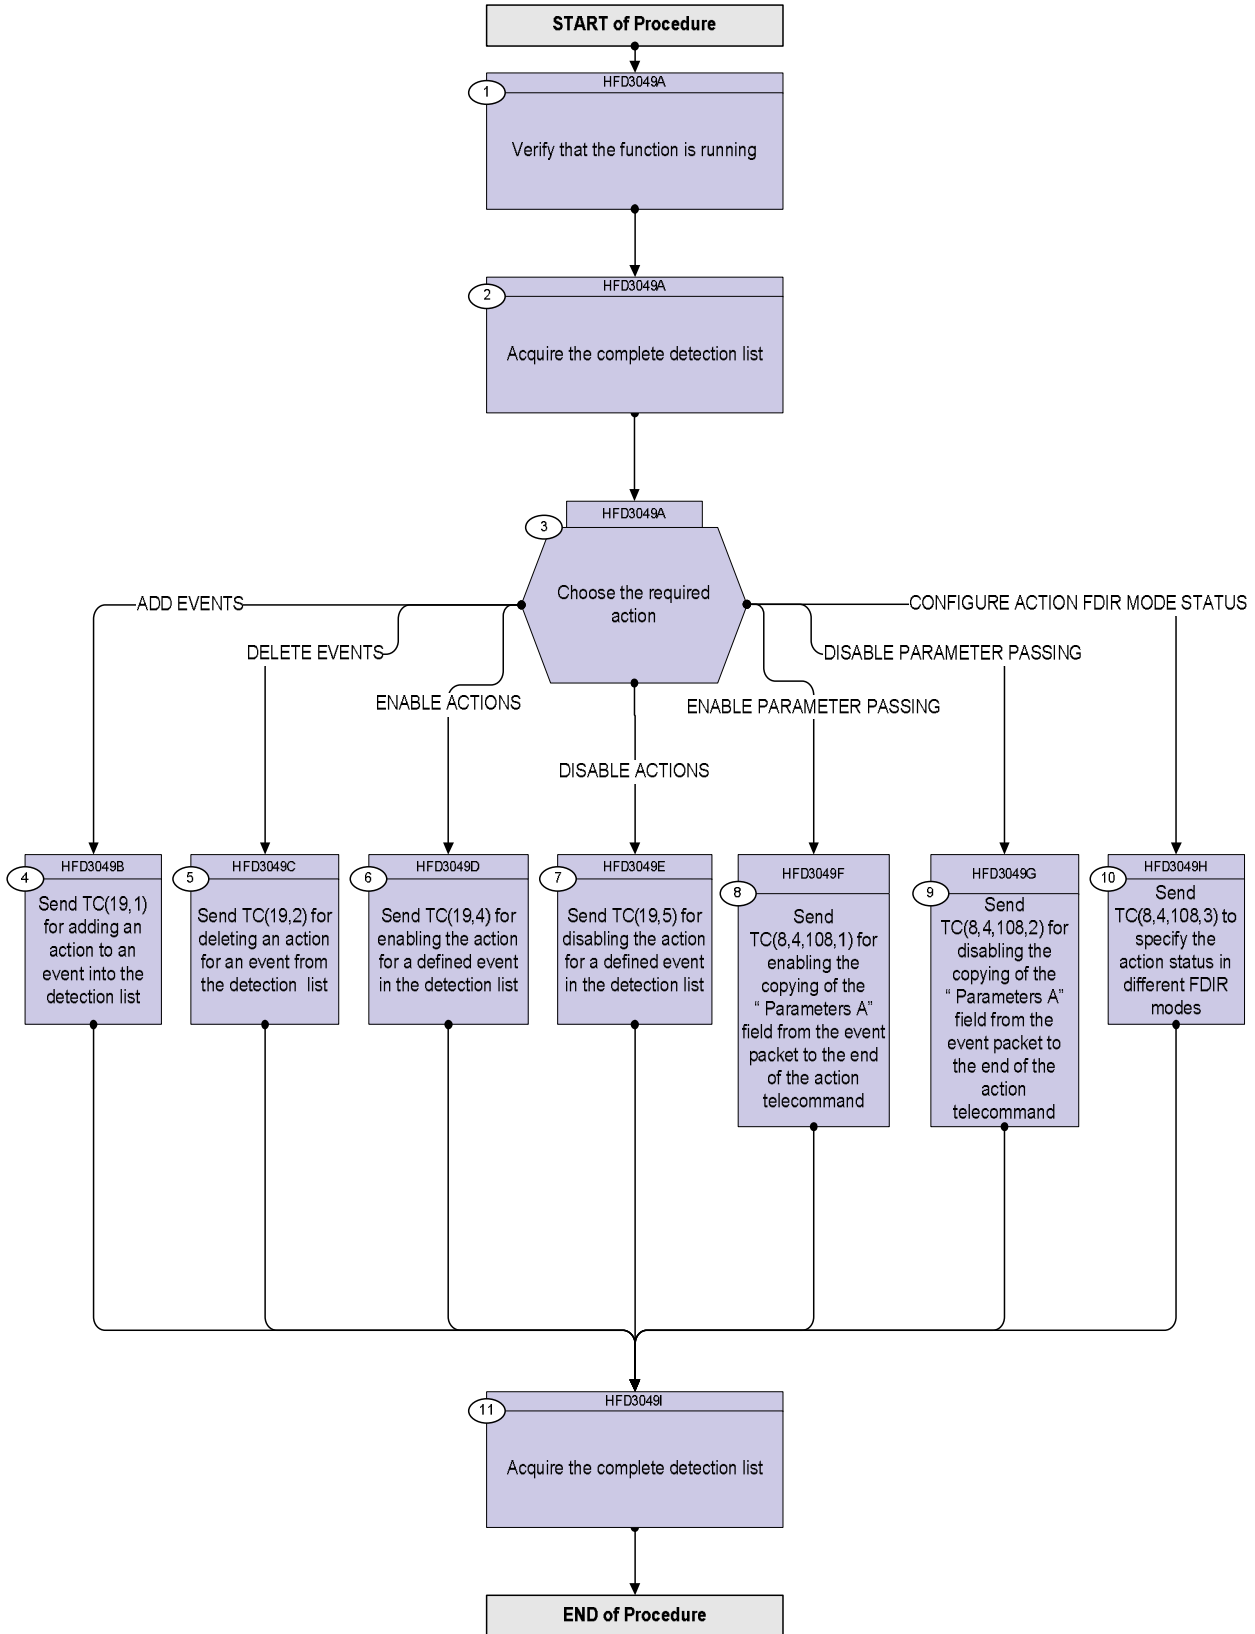 START of Procedure
HFD3049A
1
Verify that the function is running
HFD3049A
2
Acquire the complete detection list
HFD3049A
3
Choose the required
action
ADD EVENTS
CONFIGURE ACTION FDIR MODE STATUS
DELETE EVENTS
DISABLE PARAMETER PASSING
ENABLE ACTIONS
ENABLE PARAMETER PASSING
DISABLE ACTIONS
HFD3049B
4
Send TC(19,1)
for adding an
action to an
event into the
detection list
HFD3049C
5
Send TC(19,2) for
deleting an action
for an event from
the detection list
HFD3049D
6
Send TC(19,4) for
enabling the action
for a defined event
in the detection list
HFD3049E
7
Send TC(19,5) for
disabling the action
for a defined event
in the detection list
HFD3049F
8
Send
TC(8,4,108,1) for
enabling the
copying of the
“ Parameters A”
field from the event
packet to the end
of the action
telecommand
HFD3049G
9
Send
TC(8,4,108,2) for
disabling the
copying of the
“ Parameters A”
field from the
event packet to
the end of the
action
telecommand
HFD3049H
10
Send
TC(8,4,108,3) to
specify the
action status in
different FDIR
modes
HFD3049I
11
Acquire the complete detection list
END of Procedure